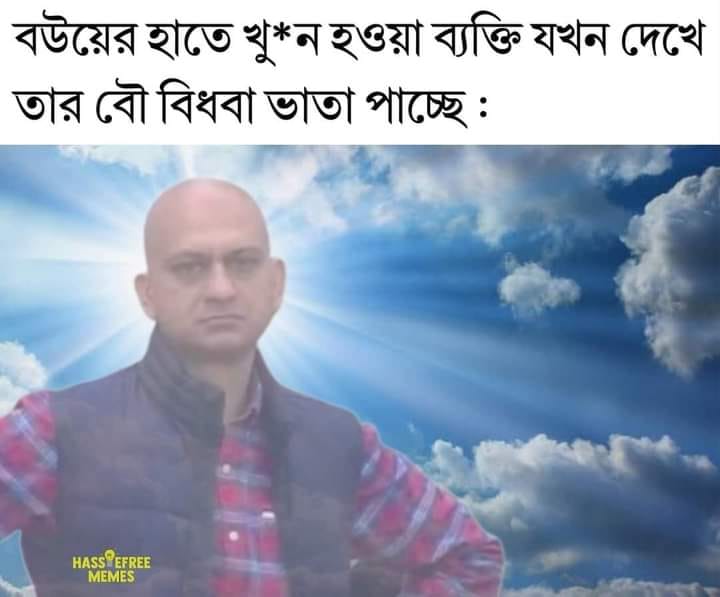 বউয়ের হাতে খু*ন হওয়া ব্যক্তি যখন দেখে
তার বৌ বিধবা ভাতা পাচ্ছে :
HASSLEFREE
MEMES